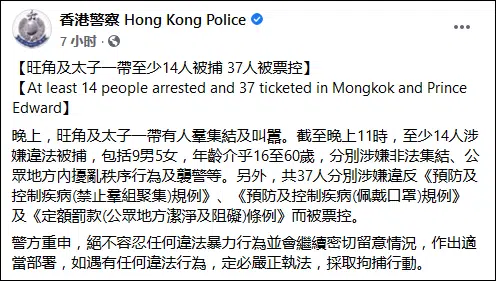 香港警察 Hong Kong Police
7 小时 ·
【旺角及太子一帶至少14人被捕 37人被票控】
【At least 14 people arrested and 37 ticketed in Mongkok and Prince
Edward】
晚上，旺角及太子一帶有人羣集結及叫囂。截至晚上11時，至少14人涉
嫌違法被捕，包括9男5女，年齡介乎16至60歲，分別涉嫌非法集結、公
眾地方內擾亂秩序行為及襲警等。另外，共37人分別涉嫌違反《預防及
控制疾病(禁止羣組聚集)規例》、《預防及控制疾病(佩戴口罩)規例》
及《定額罰款(公眾地方潔淨及阻礙)條例》而被票控。
警方重申，絕不容忍任何違法暴力行為並會繼續密切留意情況，作出適
當部署，如遇有任何違法行為，定必嚴正執法，採取拘捕行動。